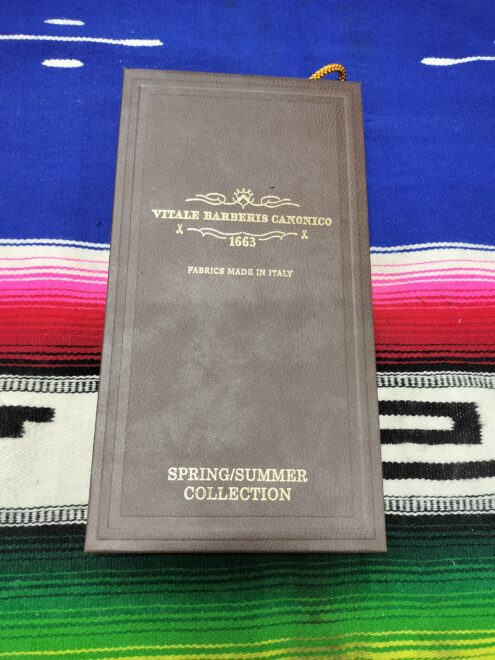 VITALE BARBERIS CANONICO
1663
FABRICS MADE IN ITALY
SPRING/SUMMER
COLLECTION